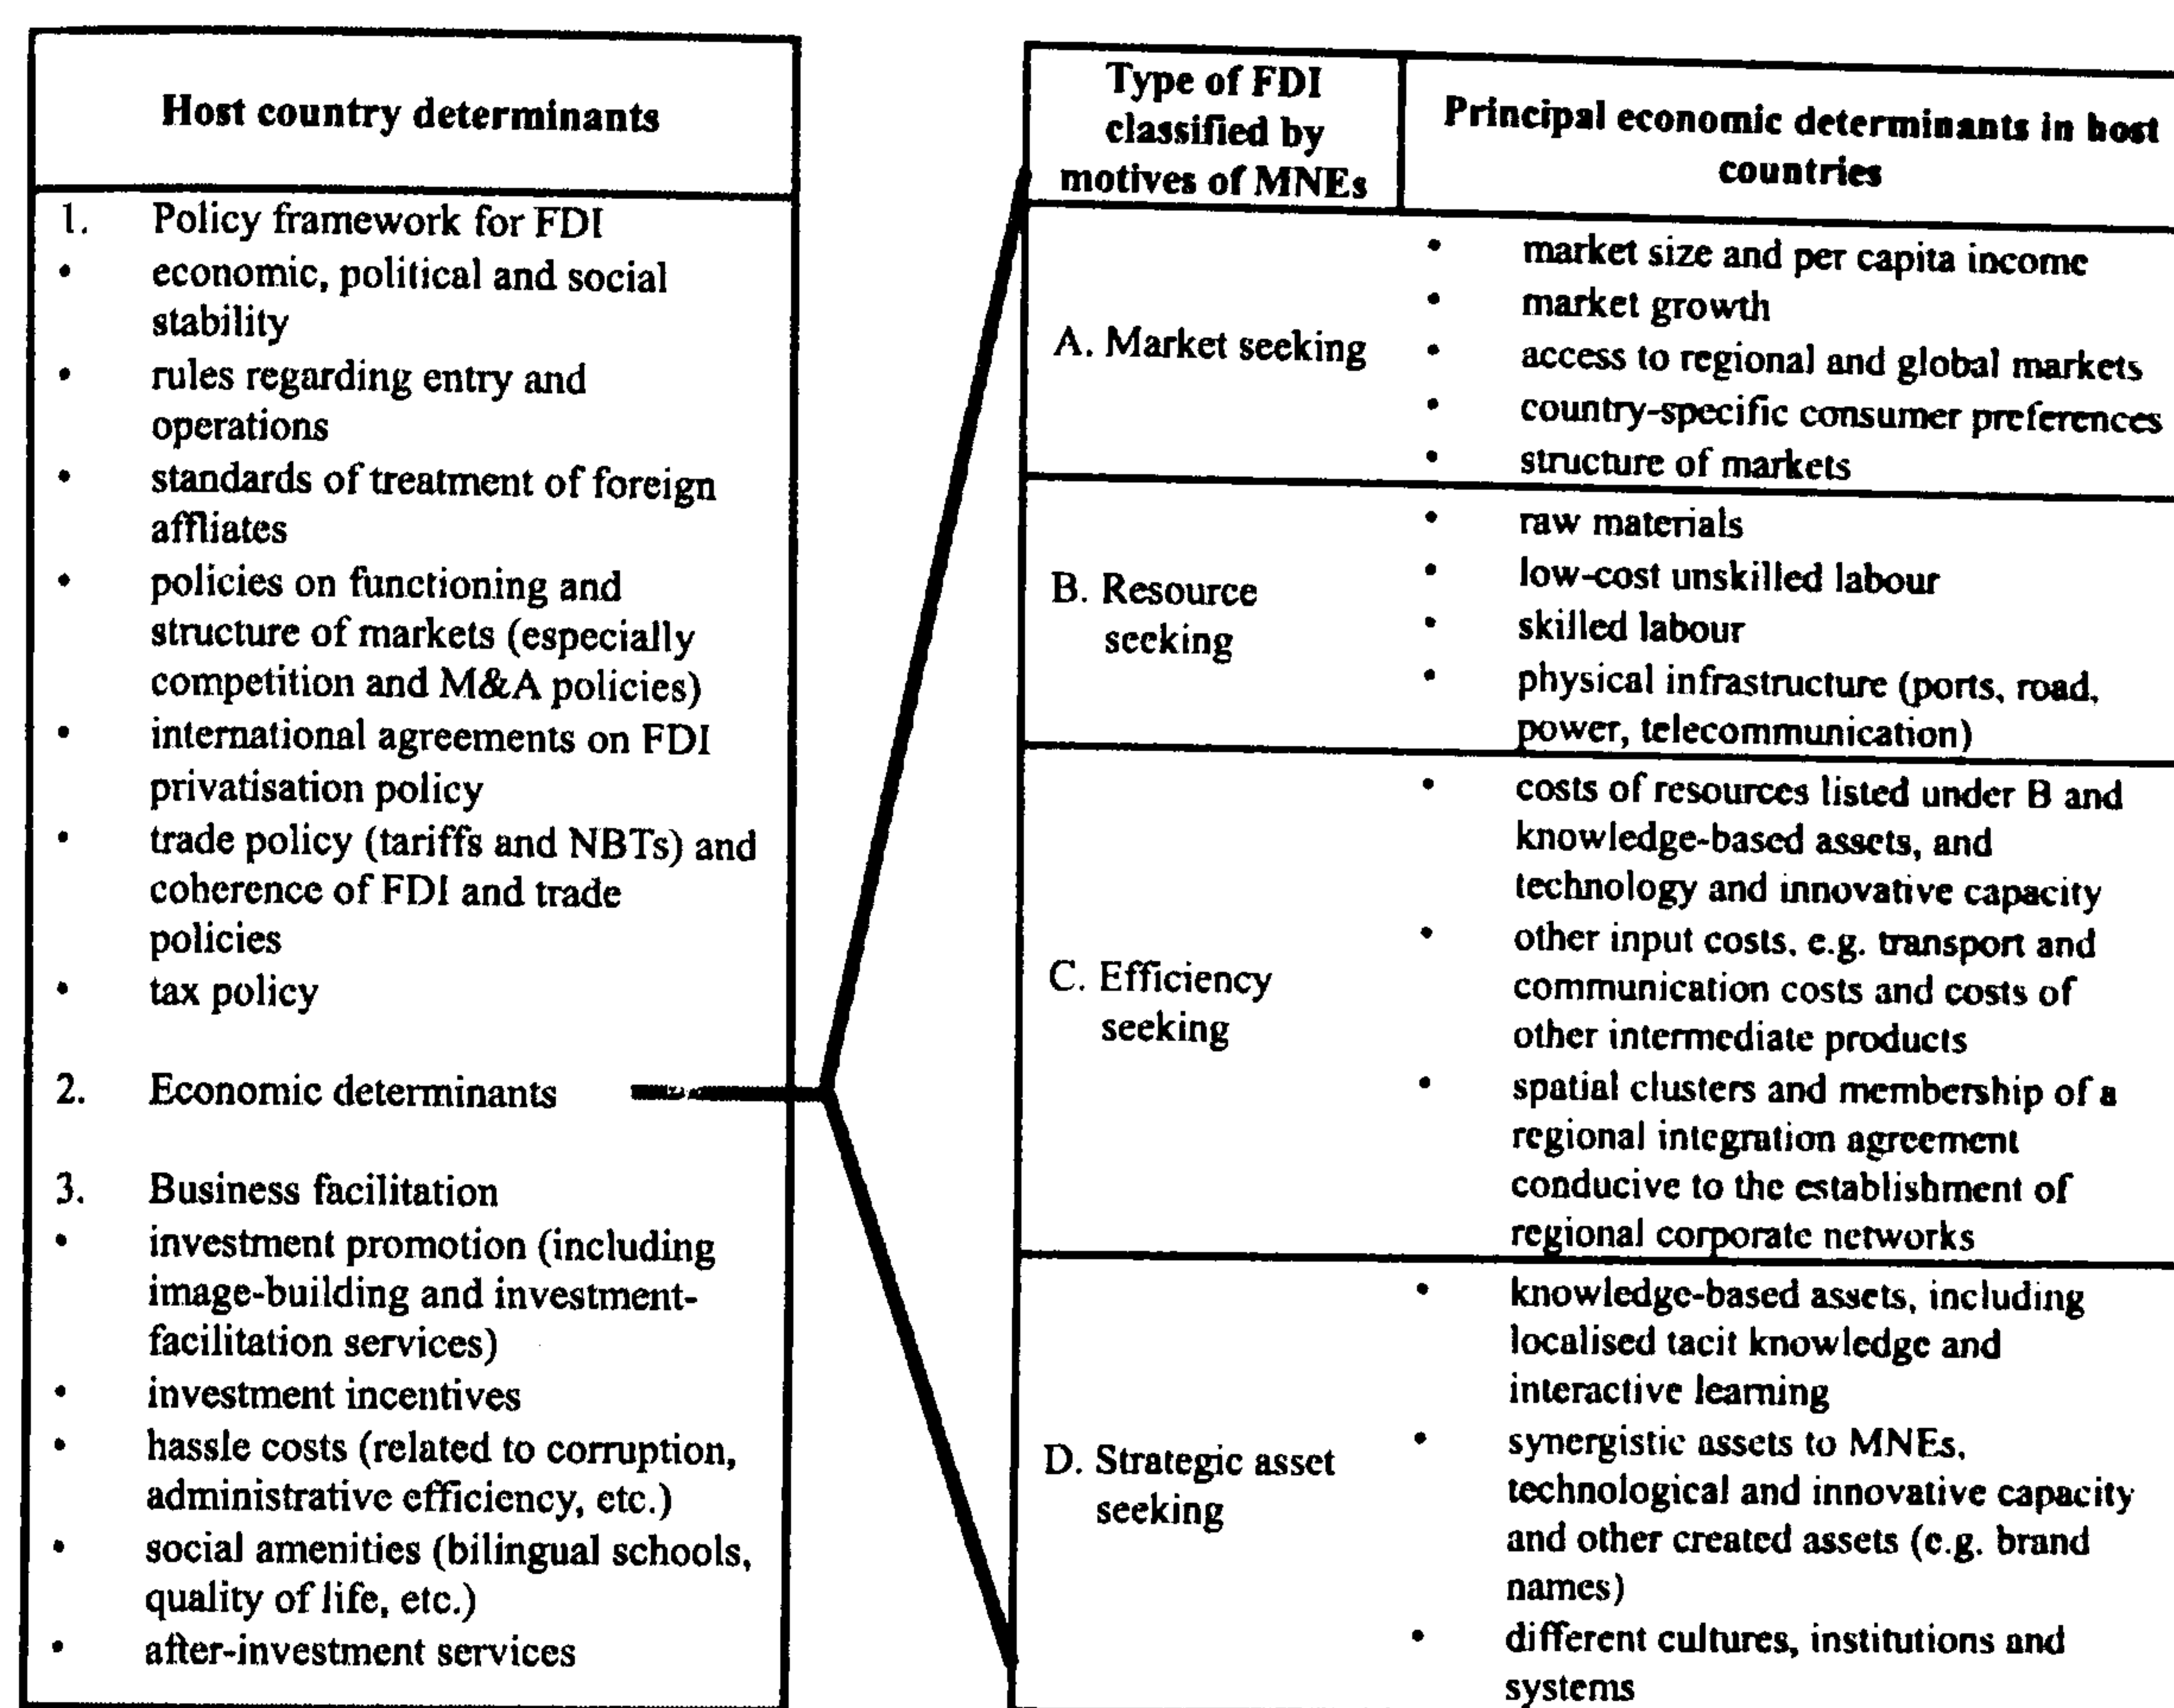 Host country determinants
1. Policy framework for FDI
• economic, political and social
stability
• rules regarding entry and
operations
• standards of treatment of foreign
affliates
• policies on functioning and
structure of markets (especially
competition and M&A policies)
• international agreements on FDI
privatisation policy
• trade policy (tariffs and NBTs) and
coherence of FDI and trade
policies
• tax policy
2. Economic determinants
3. Business facilitation
• investment promotion (including
image-building and investment-
facilitation services)
• investment incentives
• hassle costs (related to corruption,
administrative efficiency, etc.)
• social amenities (bilingual schools,
quality of life, etc.)
• after-investment services
Type of FDI
classified by
motives of MNEs
Principal economic determinants in host
countries
A. Market seeking
• market size and per capita income
• market growth
• access to regional and global markets
• country-specific consumer preferences
• structure of markets
B. Resource
seeking
• raw materials
• low-cost unskilled labour
• skilled labour
• physical infrastructure (ports, road,
power, telecommunication)
C. Efficiency
seeking
• costs of resources listed under B and
knowledge-based assets, and
technology and innovative capacity
• other input costs, e.g. transport and
communication costs and costs of
other intermediate products
• spatial clusters and membership of a
regional integration agreement
conducive to the establishment of
regional corporate networks
D. Strategic asset
seeking
• knowledge-based assets, including
localised tacit knowledge and
interactive learning
• synergistic assets to MNEs,
technological and innovative capacity
and other created assets (e.g. brand
names)
• different cultures, institutions and
systems